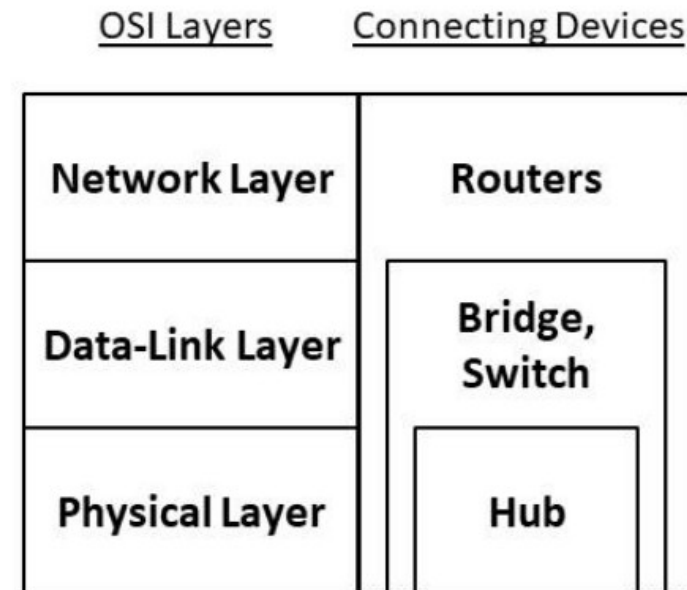 OSI Layers
Connecting Devices
Network Layer
Routers
Data-Link Layer
Bridge,
Switch
Physical Layer
Hub